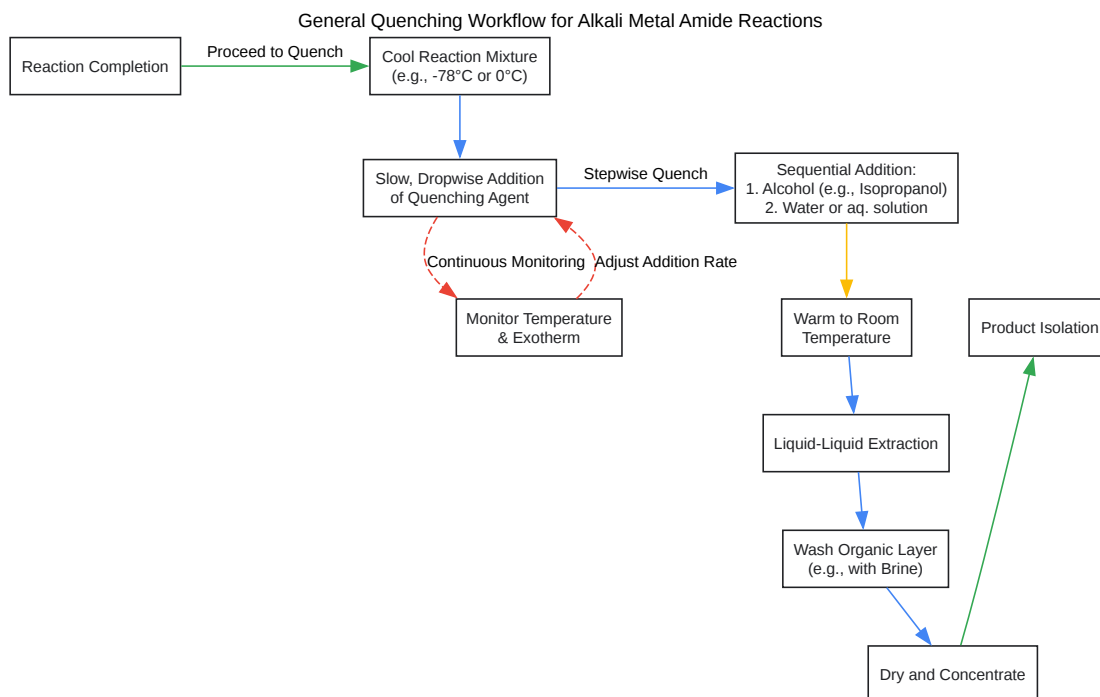 General Quenching Workflow for Alkali Metal Amide Reactions
Reaction Completion
Proceed to Quench
Cool Reaction Mixture
(e.g., -78°C or 0°C)
Slow, Dropwise Addition
of Quenching Agent
Stepwise Quench
Sequential Addition:
1. Alcohol (e.g., Isopropanol)
2. Water or aq. solution
Continuous Monitoring
Adjust Addition Rate
Monitor Temperature
& Exotherm
Warm to Room
Temperature
Product Isolation
Liquid-Liquid Extraction
Wash Organic Layer
(e.g., with Brine)
Dry and Concentrate